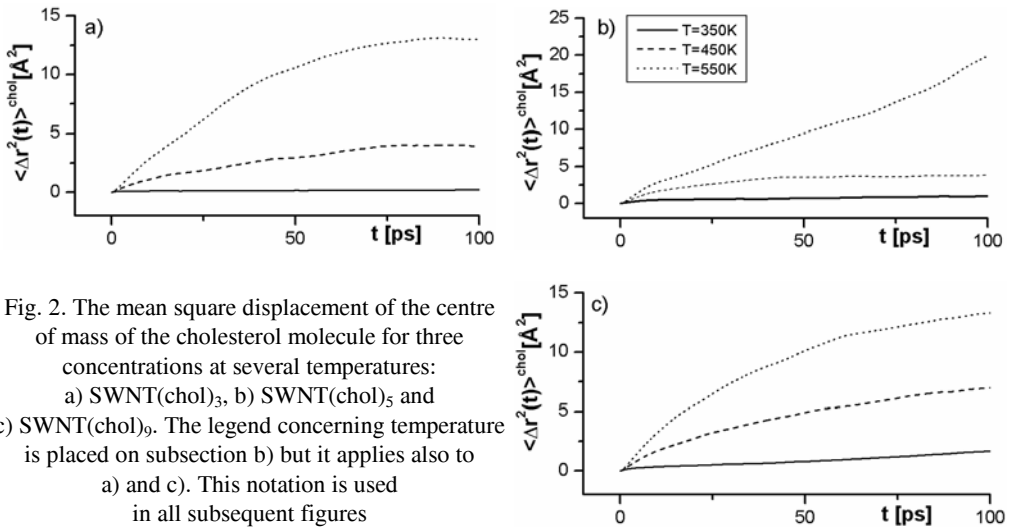 a)
15
10
5
0
<Δr²(t)>ᶜʰᵒˡ[Å²]
0
50
100
t [ps]
b)
T=350K
T=450K
T=550K
25
20
15
10
5
0
<Δr²(t)>ᶜʰᵒˡ[Å²]
0
50
100
t [ps]
Fig. 2. The mean square displacement of the centre
of mass of the cholesterol molecule for three
concentrations at several temperatures:
a) SWNT(chol)₃, b) SWNT(chol)₅ and
c) SWNT(chol)₉. The legend concerning temperature
is placed on subsection b) but it applies also to
a) and c). This notation is used
in all subsequent figures
c)
15
10
5
0
<Δr²(t)>ᶜʰᵒˡ[Å²]
0
50
100
t [ps]